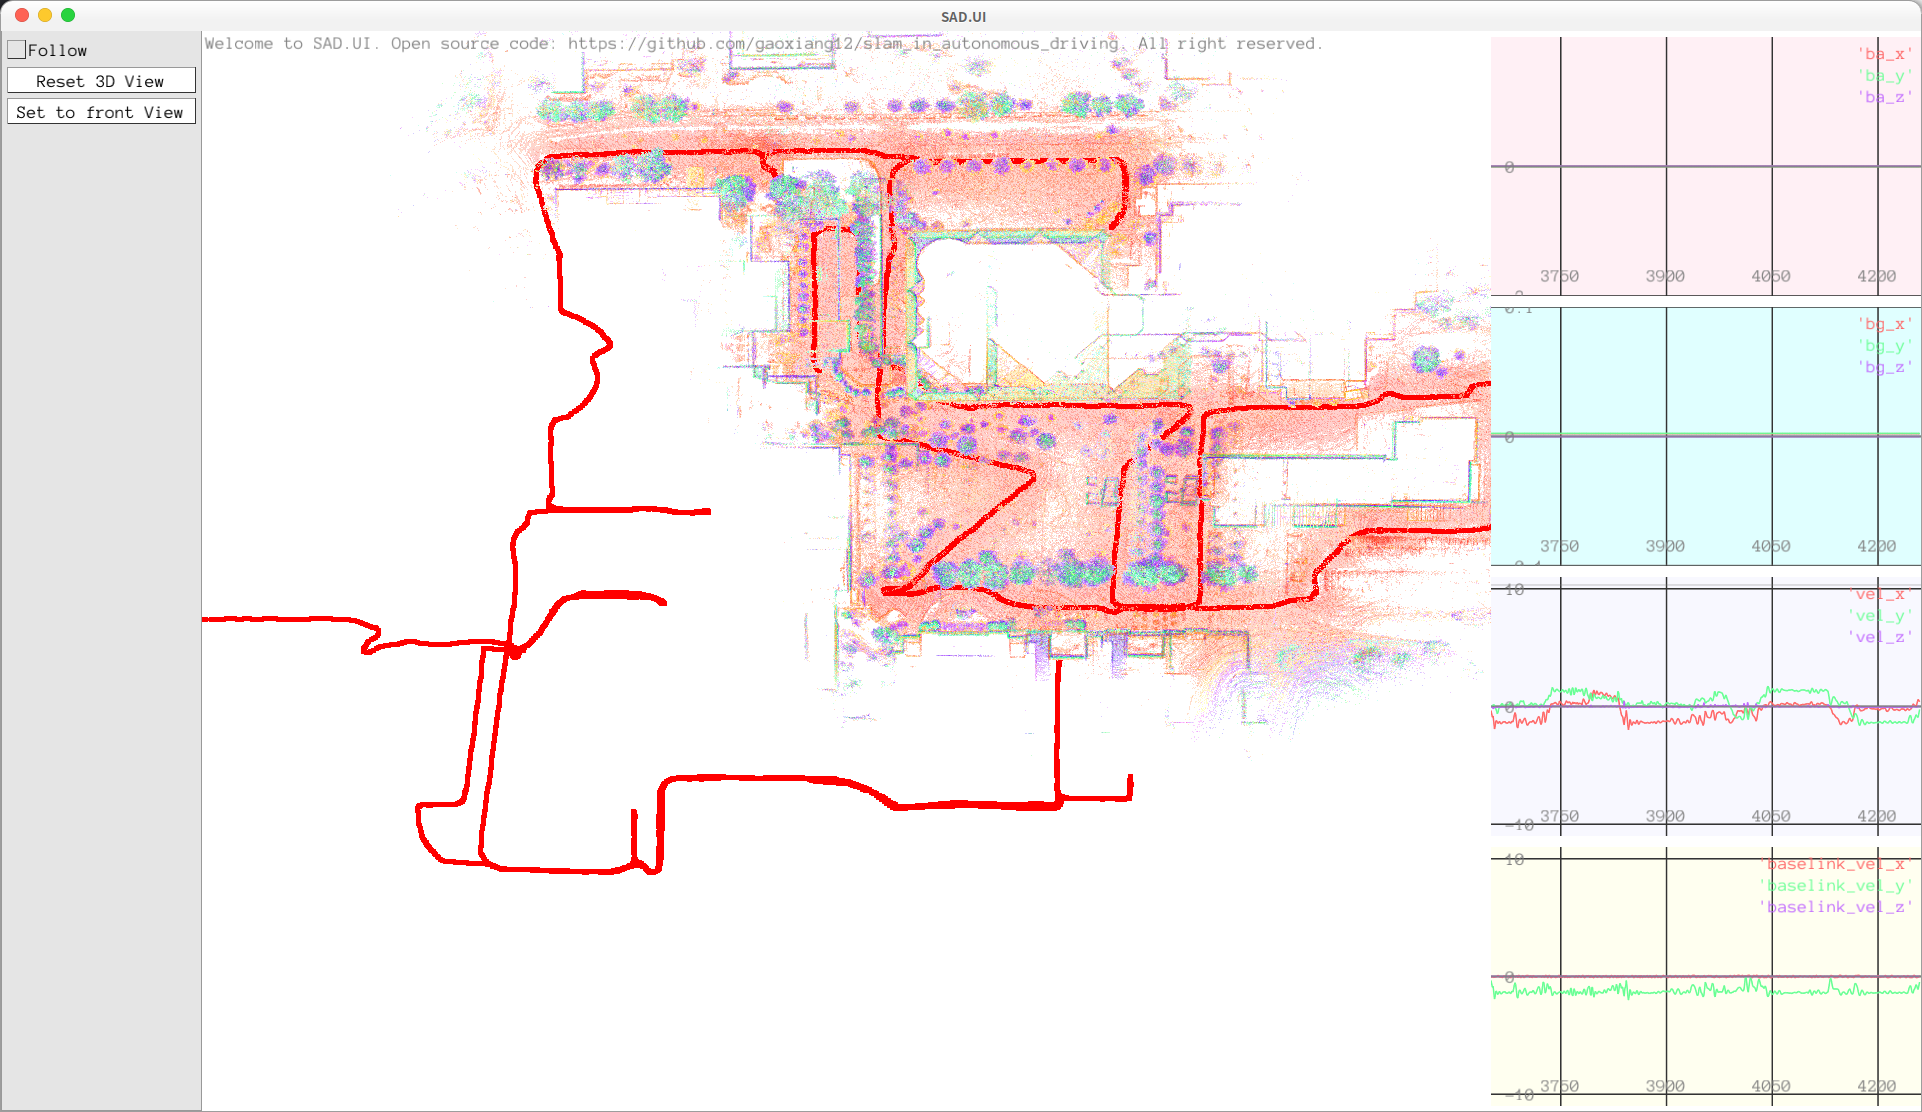 SAD.UI
Follow
Reset 3D View
Set to front View
Welcome to SAD.UI. Open source code: https://github.com/gaoxiang12/slam_in_autonomous_driving. All right reserved.
'ba_x'
'ba_y'
'ba_z'
0
3750 3900 4050 4200
0.1
'bg_x'
'bg_y'
'bg_z'
0
3750 3900 4050 4200
10
'vel_x'
'vel_y'
'vel_z'
0
3750 3900 4050 4200
-10
10
'baselink_vel_x'
'baselink_vel_y'
'baselink_vel_z'
0
3750 3900 4050 4200
-10